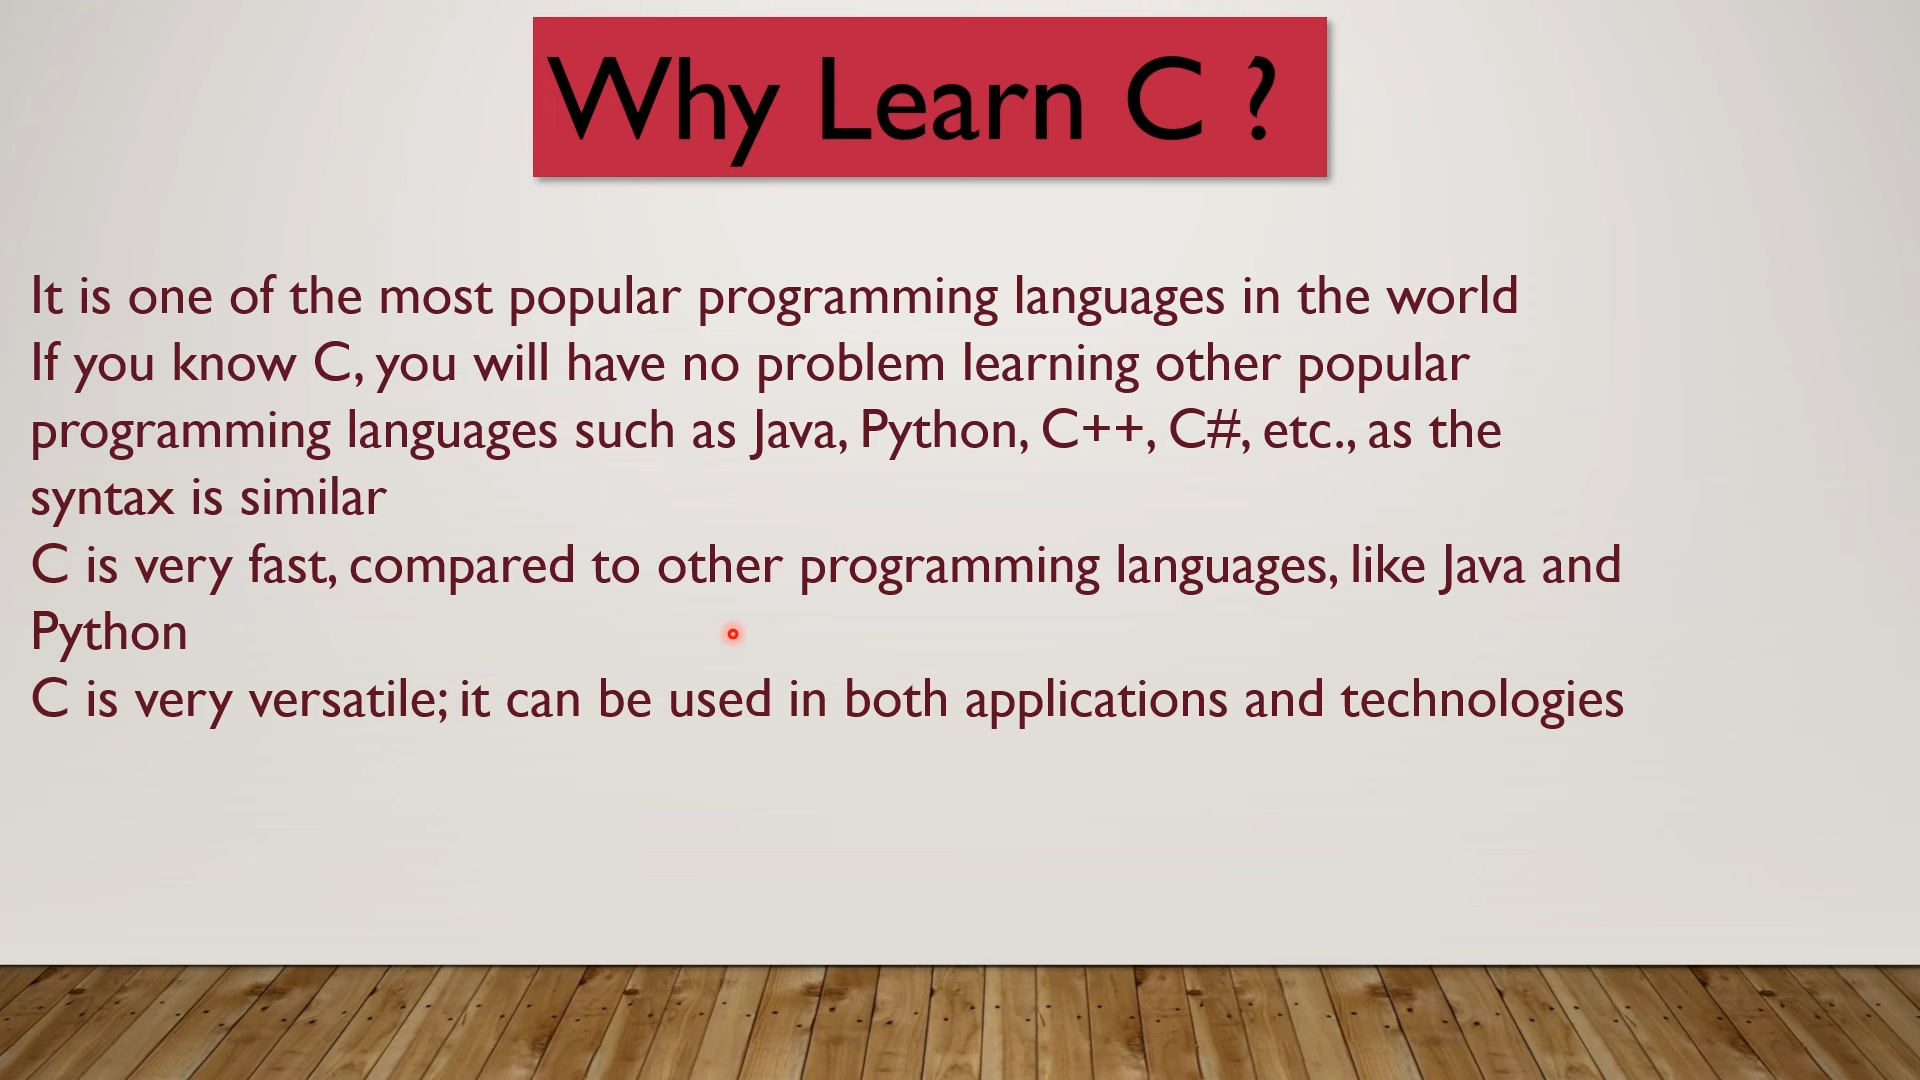 Why Learn C ?
It is one of the most popular programming languages in the world
If you know C, you will have no problem learning other popular
programming languages such as Java, Python, C++, C#, etc., as the
syntax is similar
C is very fast, compared to other programming languages, like Java and
Python
C is very versatile; it can be used in both applications and technologies